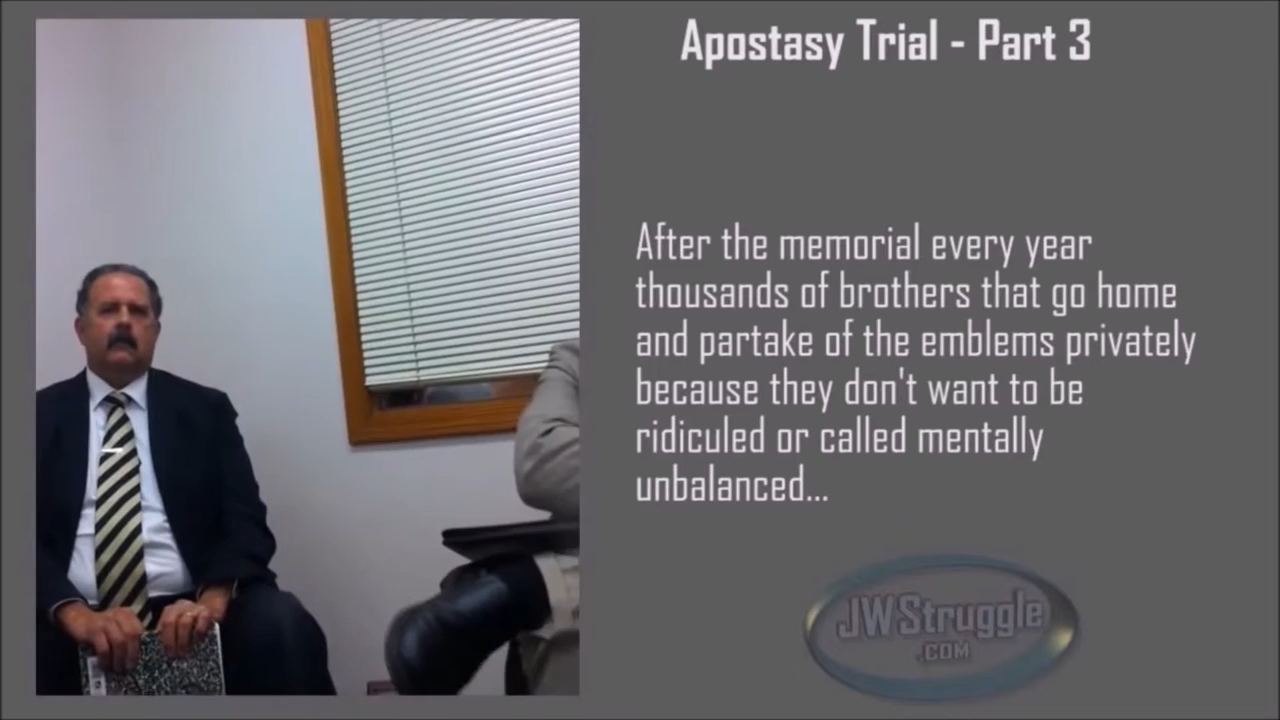 Apostasy Trial - Part 3
After the memorial every year
thousands of brothers that go home
and partake of the emblems privately
because they don't want to be
ridiculed or called mentally
unbalanced...
JWStruggle
.COM